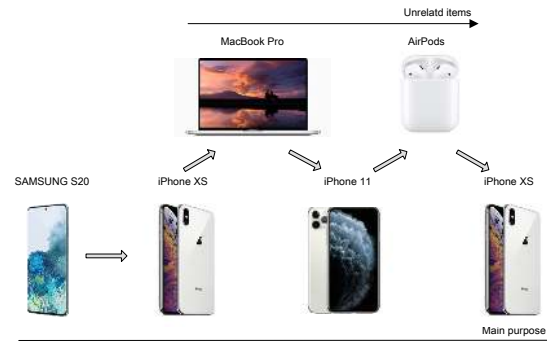 Unrelatd items
MacBook Pro
AirPods
SAMSUNG S20
iPhone XS
iPhone 11
iPhone XS
Main purpose